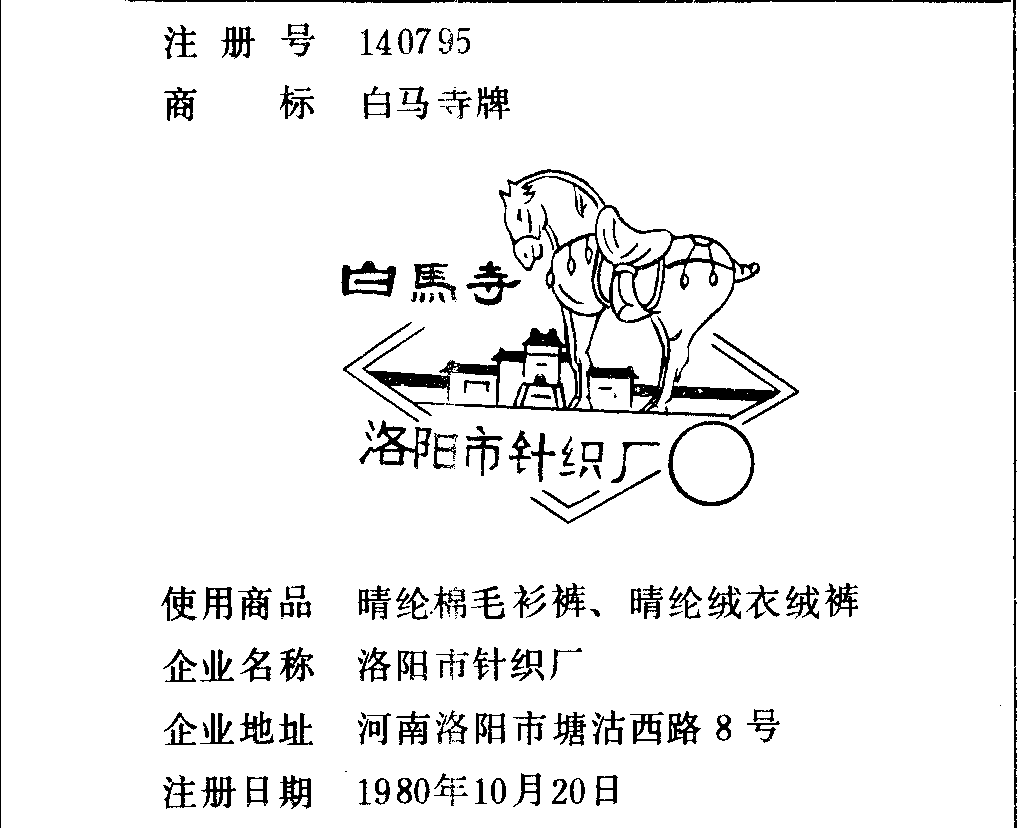 注册号 140795
商标 白马寺牌
白馬寺
洛阳市针织厂
使用商品 晴纶棉毛衫裤、晴纶绒衣绒裤
企业名称 洛阳市针织厂
企业地址 河南洛阳市塘沽西路8号
注册日期 1980年10月20日